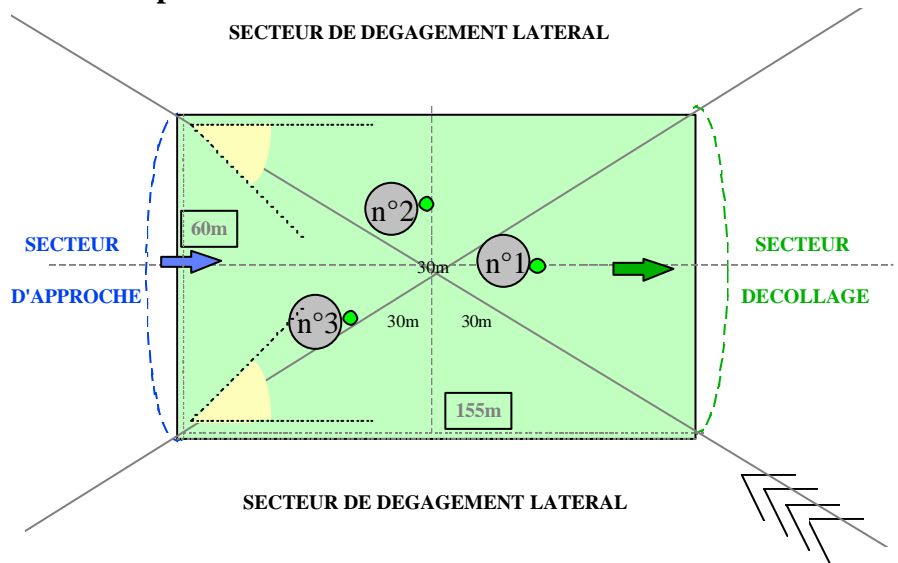 SECTEUR DE DEGAGEMENT LATERAL
n°2
60m
SECTEUR
D'APPROCHE
30m
n°1
SECTEUR
DECOLLAGE
n°3
30m
30m
155m
SECTEUR DE DEGAGEMENT LATERAL